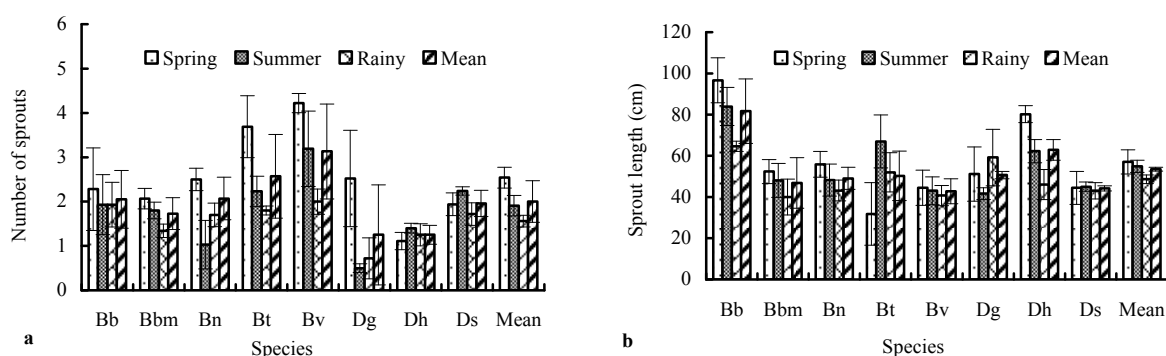 6
5
4
3
2
1
0
Number of sprouts
Spring Summer Rainy Mean
Bb Bbm Bn Bt Bv Dg Dh Ds Mean
a
Species
120
100
80
60
40
20
0
Sprout length (cm)
Spring Summer Rainy Mean
Bb Bbm Bn Bt Bv Dg Dh Ds Mean
b
Species